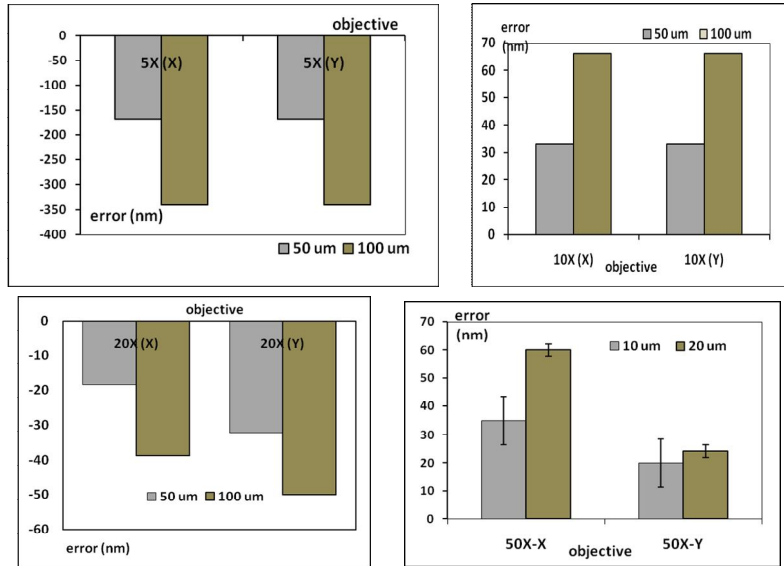 objective
0
-50
-100
-150
-200
-250
-300
-350
-400
5X (X) 5X (Y)
error (nm)
50 um 100 um
error
(nm)
50 um 100 um
70
60
50
40
30
20
10
0
10X (X) 10X (Y)
objective
objective
0
-10
-20
-30
-40
-50
-60
20X (X) 20X (Y)
50 um 100 um
error (nm)
error
(nm)
70
60
50
40
30
20
10
0
10 um 20 um
50X-X 50X-Y
objective